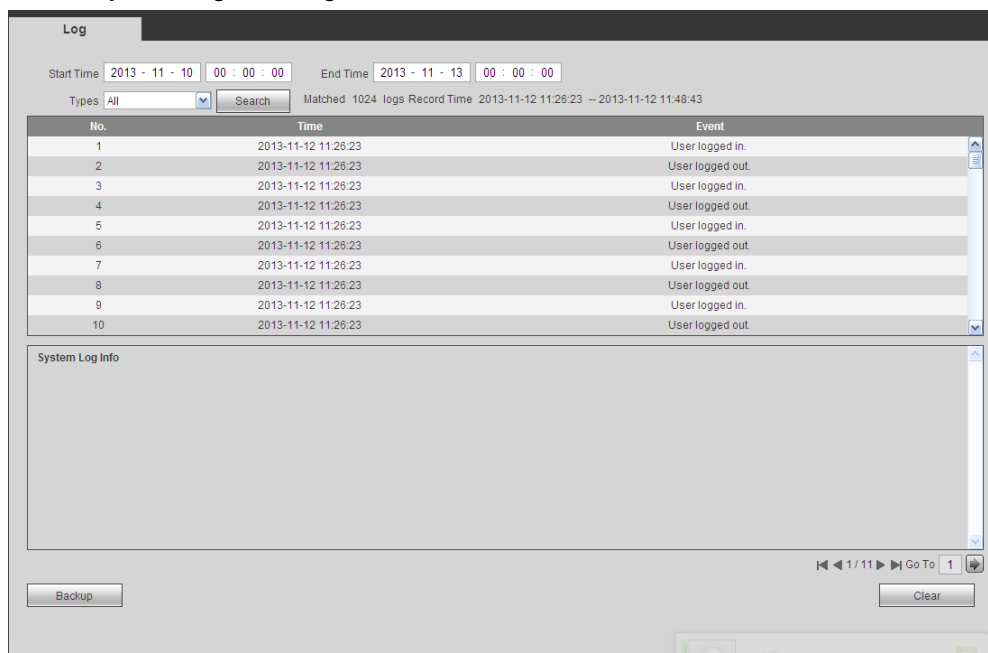 Log
Start Time 2013 - 11 - 10 00 : 00 : 00 End Time 2013 - 11 - 13 00 : 00 : 00
Types All Search Matched 1024 logs Record Time 2013-11-12 11:26:23 -- 2013-11-12 11:48:43
No. Time Event
1 2013-11-12 11:26:23 User logged in.
2 2013-11-12 11:26:23 User logged out.
3 2013-11-12 11:26:23 User logged in.
4 2013-11-12 11:26:23 User logged out.
5 2013-11-12 11:26:23 User logged in.
6 2013-11-12 11:26:23 User logged out.
7 2013-11-12 11:26:23 User logged in.
8 2013-11-12 11:26:23 User logged out.
9 2013-11-12 11:26:23 User logged in.
10 2013-11-12 11:26:23 User logged out.
System Log Info
1 / 11 Go To 1
Backup Clear